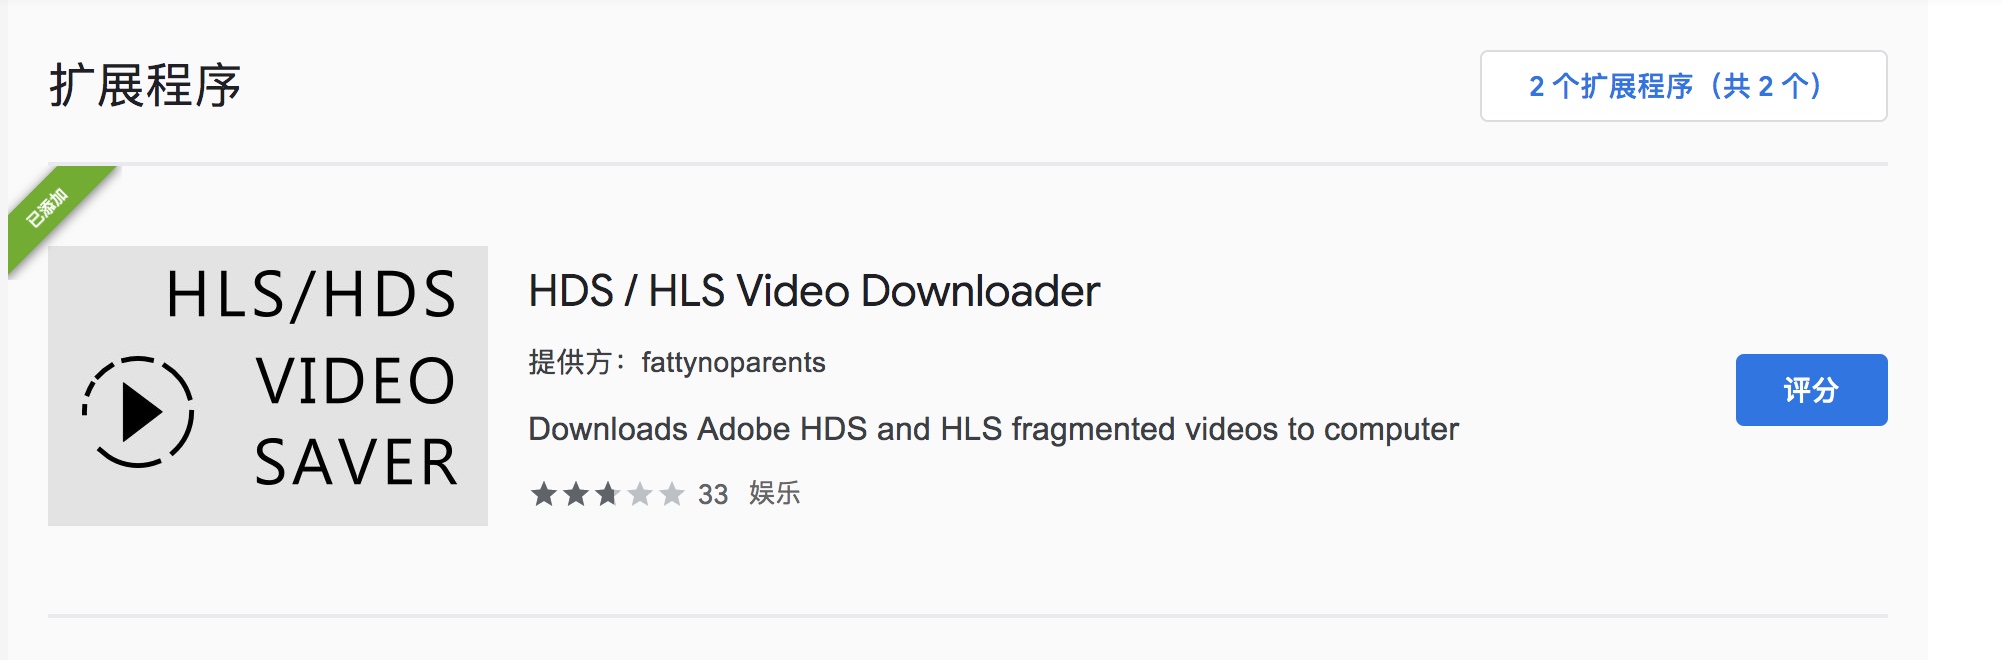 扩展程序
2 个扩展程序（共 2 个）
已添加
HLS/HDS
VIDEO
SAVER
HDS / HLS Video Downloader
提供方：fattynoparents
Downloads Adobe HDS and HLS fragmented videos to computer
33 娱乐
评分